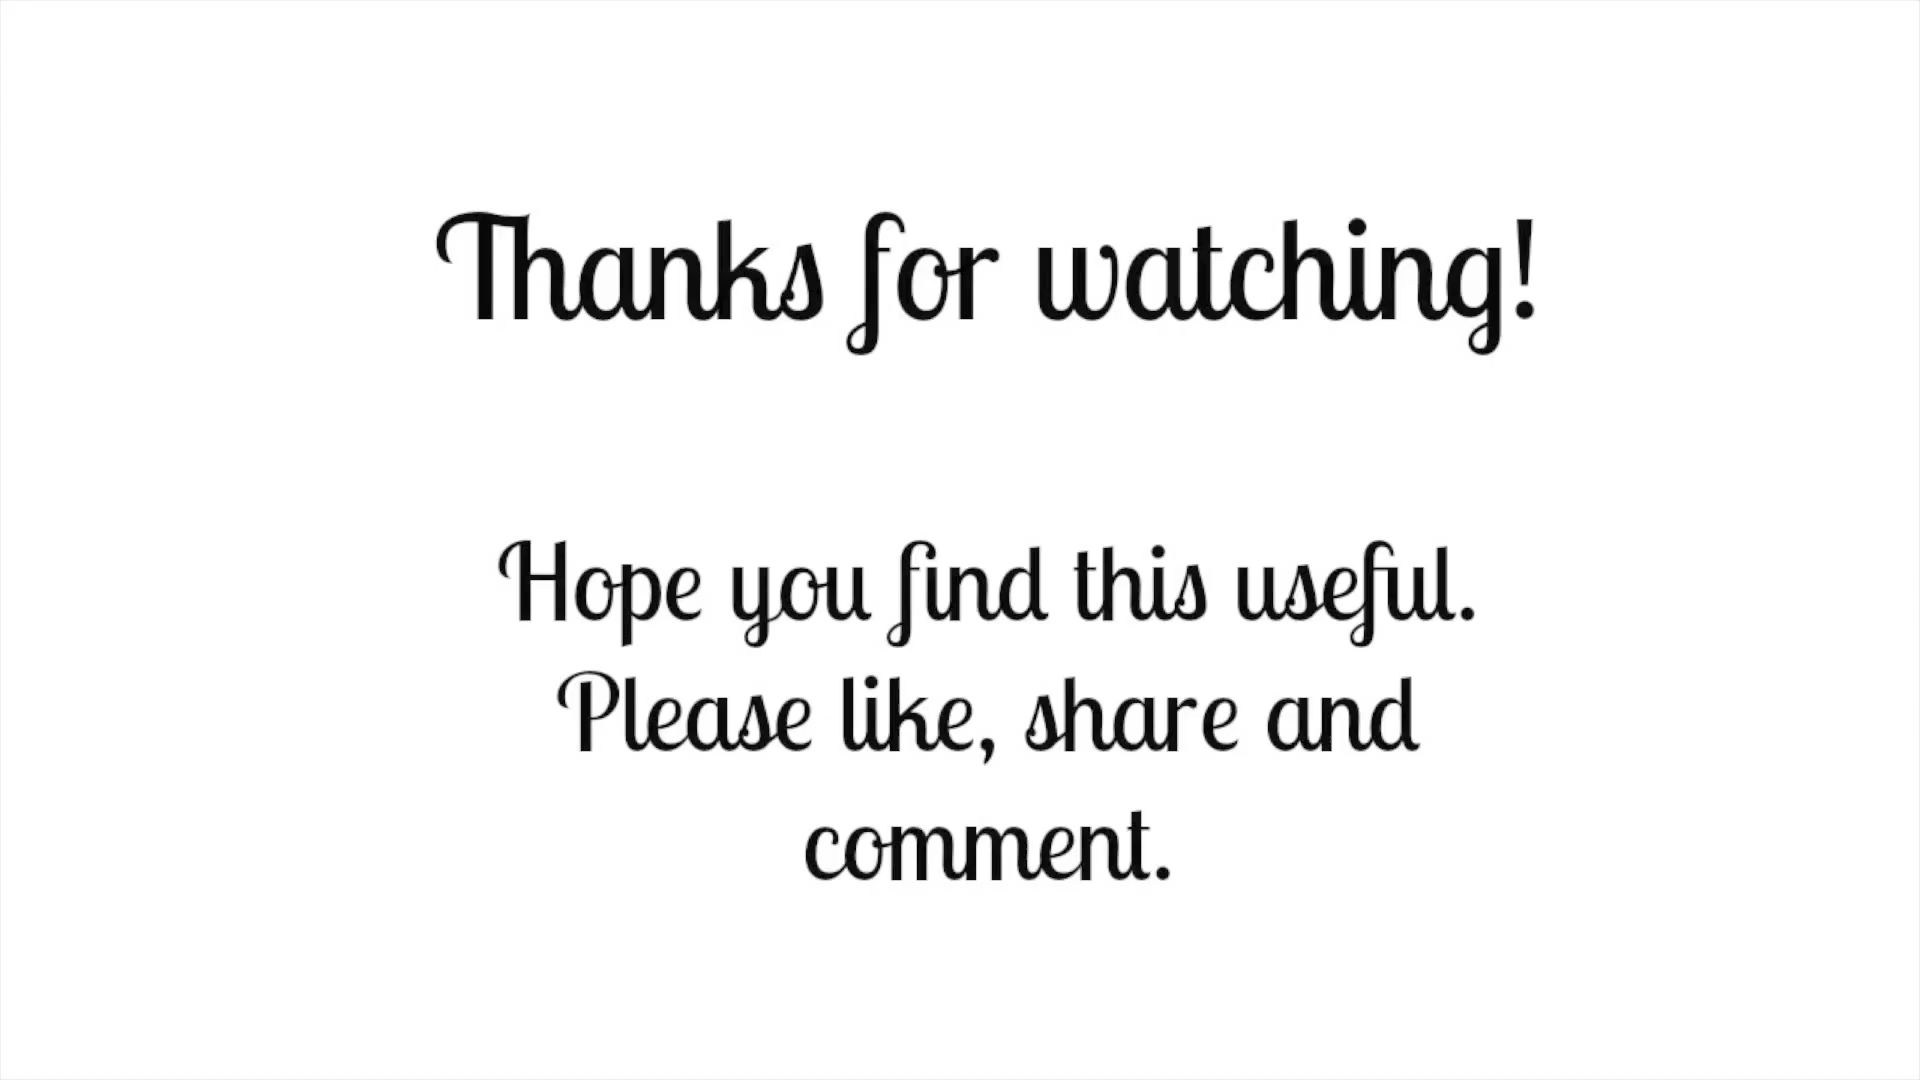 Thanks for watching!
Hope you find this useful.
Please like, share and
comment.